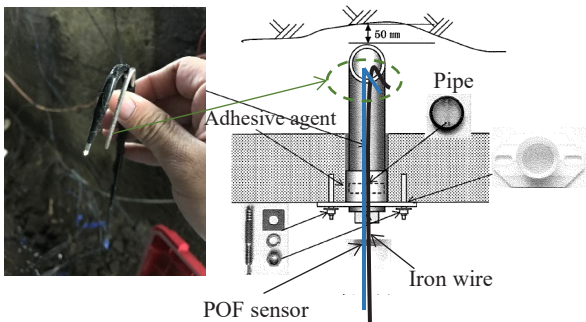 50 mm
Pipe
Adhesive agent
Iron wire
POF sensor